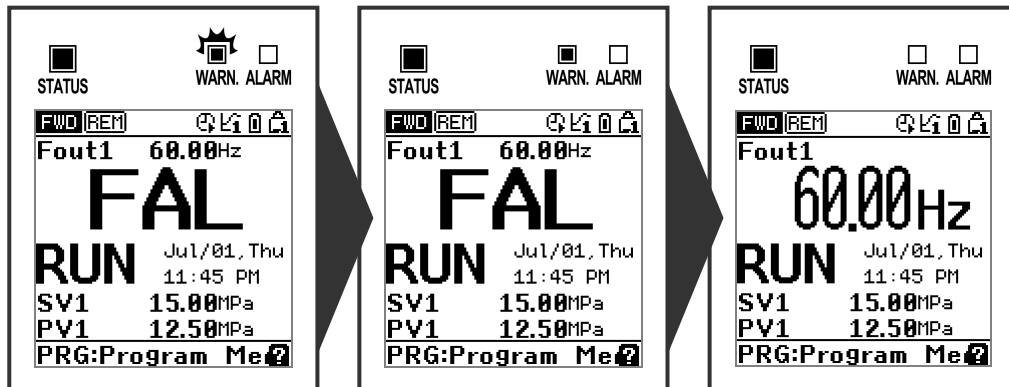 STATUS WARN. ALARM
FWD REM
Fout1 60.00Hz
FAL
RUN Jul/01,Thu
11:45 PM
SV1 15.00MPa
PV1 12.50MPa
PRG:Program Me?
STATUS WARN. ALARM
FWD REM
Fout1 60.00Hz
FAL
RUN Jul/01,Thu
11:45 PM
SV1 15.00MPa
PV1 12.50MPa
PRG:Program Me?
STATUS WARN. ALARM
FWD REM
Fout1
60.00Hz
RUN Jul/01,Thu
11:45 PM
SV1 15.00MPa
PV1 12.50MPa
PRG:Program Me?